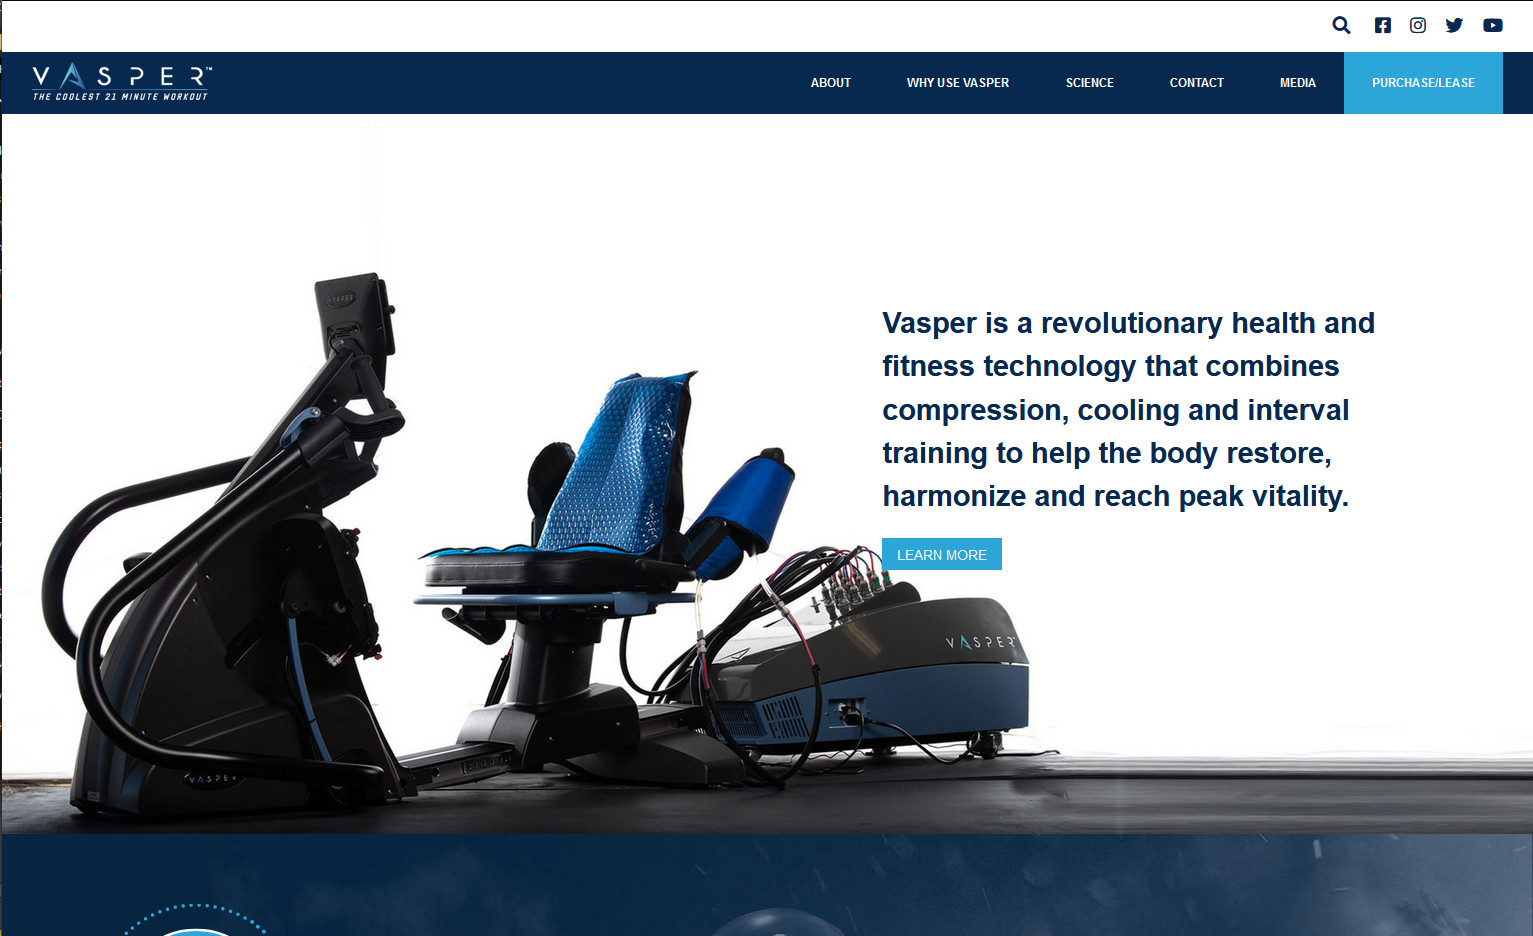 VASPER™
THE COOLEST 21 MINUTE WORKOUT
ABOUT
WHY USE VASPER
SCIENCE
CONTACT
MEDIA
PURCHASE/LEASE
Vasper is a revolutionary health and
fitness technology that combines
compression, cooling and interval
training to help the body restore,
harmonize and reach peak vitality.
LEARN MORE
VASPER
VASPER